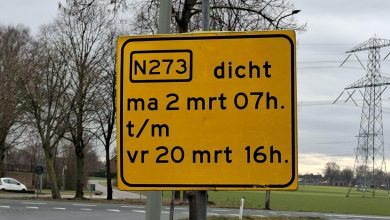 N273 dicht
ma 2 mrt 07h.
t/m
vr 20 mrt 16h.